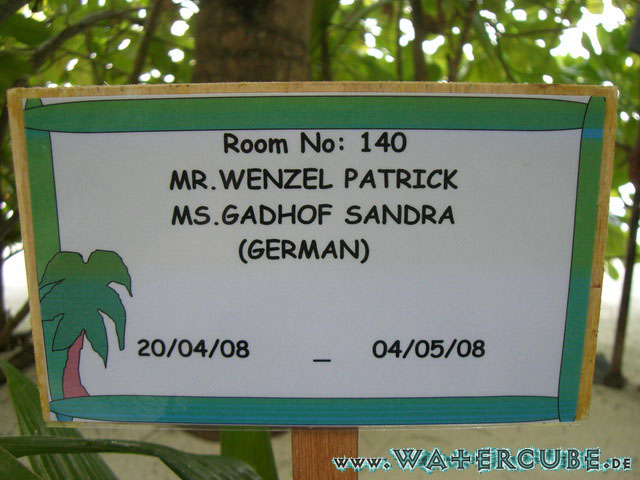 Room No: 140
MR.WENZEL PATRICK
MS.GADHOF SANDRA
(GERMAN)
20/04/08 _ 04/05/08
www.WATERCUBE.DE